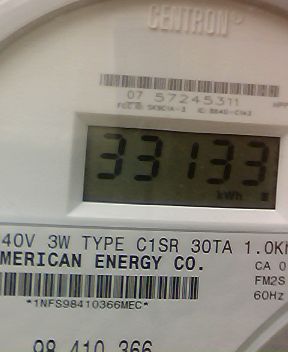 CENTRON®
07 57245311
33133
kWh
40V 3W TYPE C1SR 30TA 1.0K
MERICAN ENERGY CO.
CA 0
FM2S
60Hz
*1NFS98410366MEC*
98 410 366